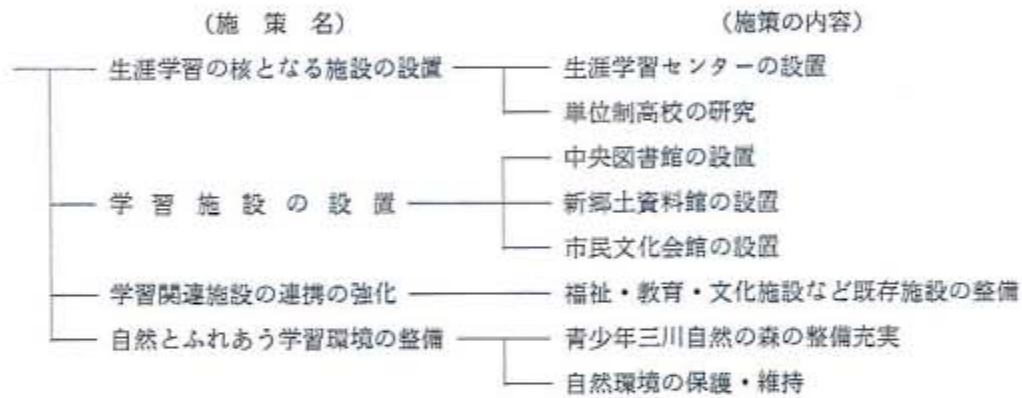 （施 策 名） （施策の内容）
生涯学習の核となる施設の設置 生涯学習センターの設置
単位制高校の研究
中央図書館の設置
学習施設の設置 新郷土資料館の設置
市民文化会館の設置
学習関連施設の連携の強化 福祉・教育・文化施設など既存施設の整備
自然とふれあう学習環境の整備 青少年三川自然の森の整備充実
自然環境の保護・維持